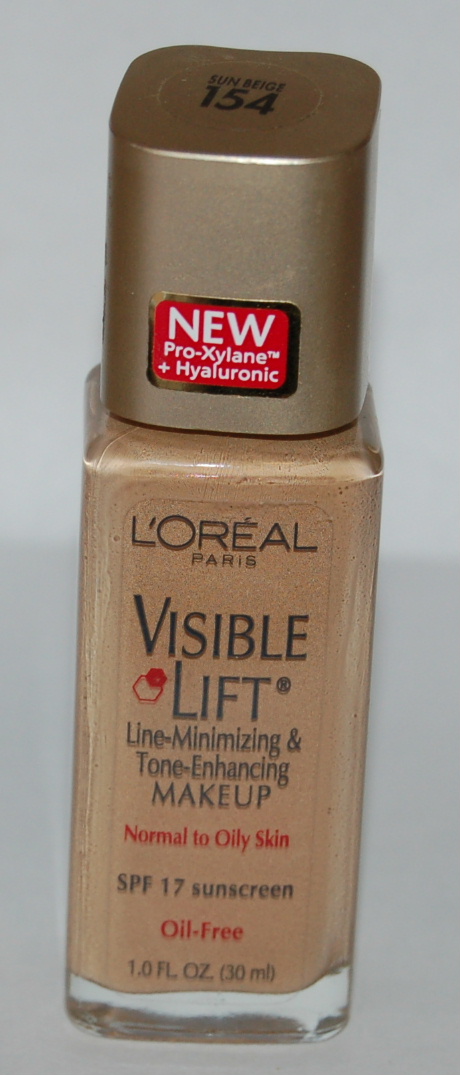 SUN BEIGE
154
NEW
Pro-Xylane™
+ Hyaluronic
L'ORÉAL
PARIS
VISIBLE
LIFT®
Line-Minimizing &
Tone-Enhancing
MAKEUP
Normal to Oily Skin
SPF 17 sunscreen
Oil-Free
1.0 FL. OZ. (30 ml)